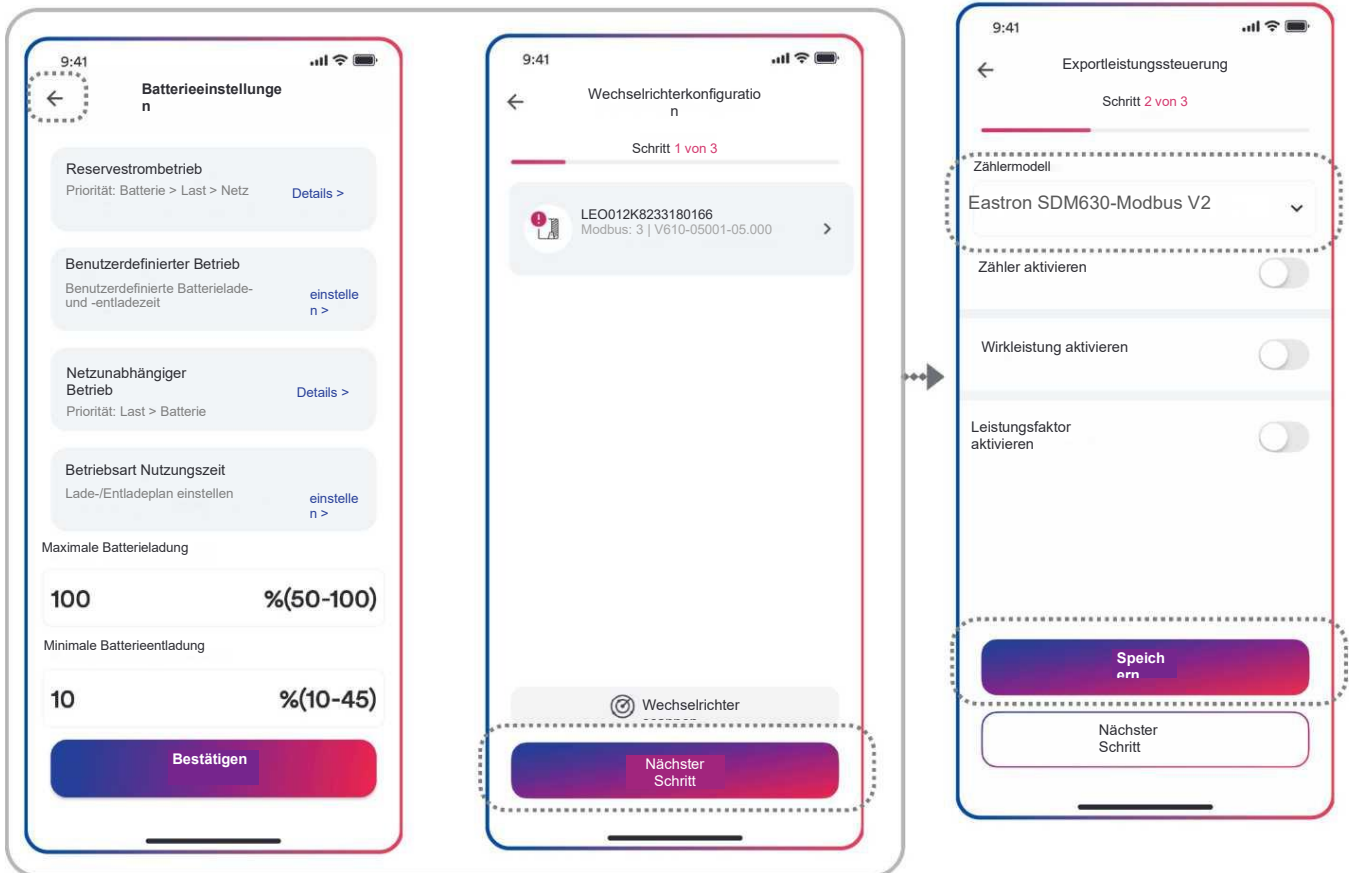 9:41
Batterieeinstellunge
n
Reservestrombetrieb
Priorität: Batterie > Last > Netz
Details >
Benutzerdefinierter Betrieb
Benutzerdefinierte Batterielade-
und -entladezeit
einstelle
n >
Netzunabhängiger
Betrieb
Details >
Priorität: Last > Batterie
Betriebsart Nutzungszeit
Lade-/Entladeplan einstellen
einstelle
n >
Maximale Batterieladung
100 %(50-100)
Minimale Batterieentladung
10 %(10-45)
Bestätigen
9:41
Wechselrichterkonfiguratio
n
Schritt 1 von 3
LEO012K8233180166
Modbus: 3 | V610-05001-05.000
Wechselrichter
Nächster
Schritt
9:41
Exportleistungssteuerung
Schritt 2 von 3
Zählermodell
Eastron SDM630-Modbus V2
Zähler aktivieren
Wirkleistung aktivieren
Leistungsfaktor
aktivieren
Speich
ern
Nächster
Schritt